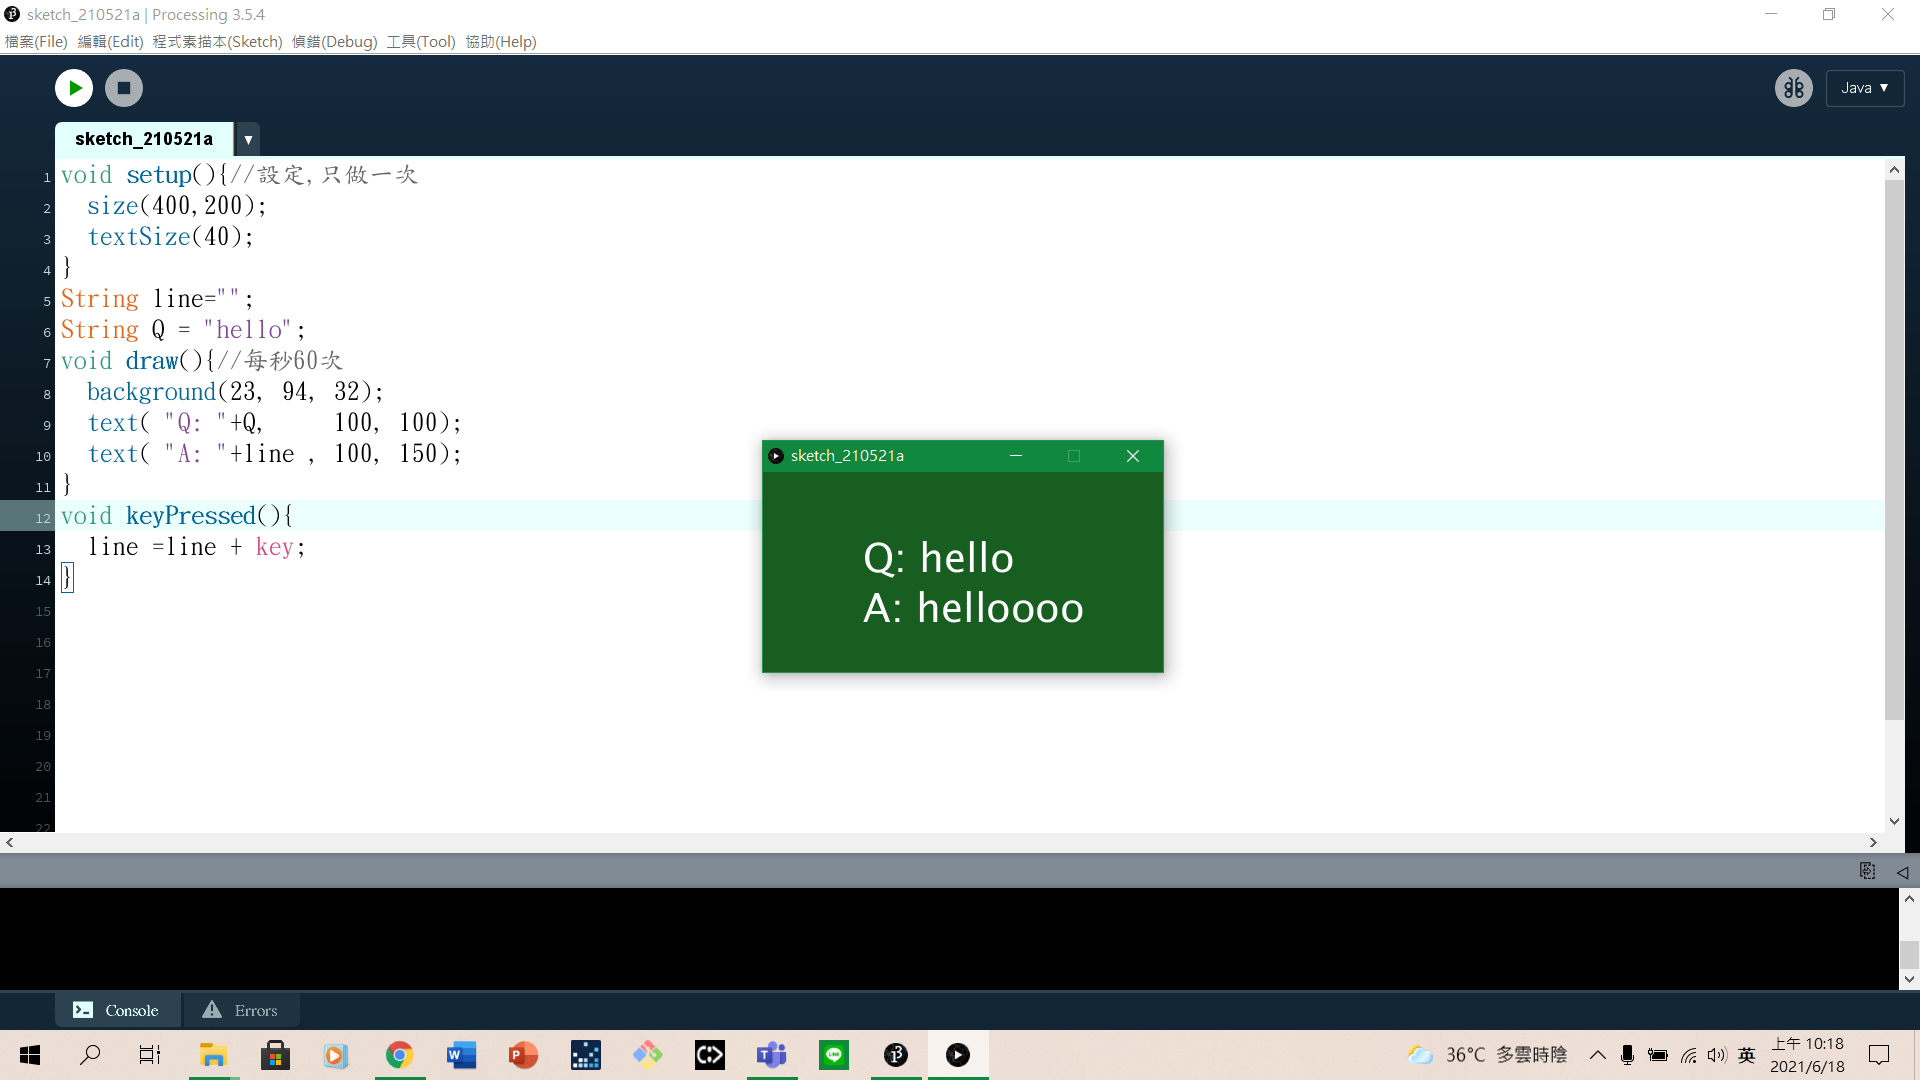 sketch_210521a | Processing 3.5.4
檔案(File) 編輯(Edit) 程式素描本(Sketch) 偵錯(Debug) 工具(Tool) 協助(Help)
Java ▼
sketch_210521a ▼
1 void setup(){//設定,只做一次
2   size(400,200);
3   textSize(40);
4 }
5 String line="";
6 String Q = "hello";
7 void draw(){//每秒60次
8   background(23, 94, 32);
9   text( "Q: "+Q,     100, 100);
10   text( "A: "+line , 100, 150);
11 }
12 void keyPressed(){
13   line =line + key;
14 }
15
16
17
18
19
20
21
22
sketch_210521a
Q: hello
A: helloooo
Console
Errors
36°C 多雲時陰
英
上午 10:18
2021/6/18